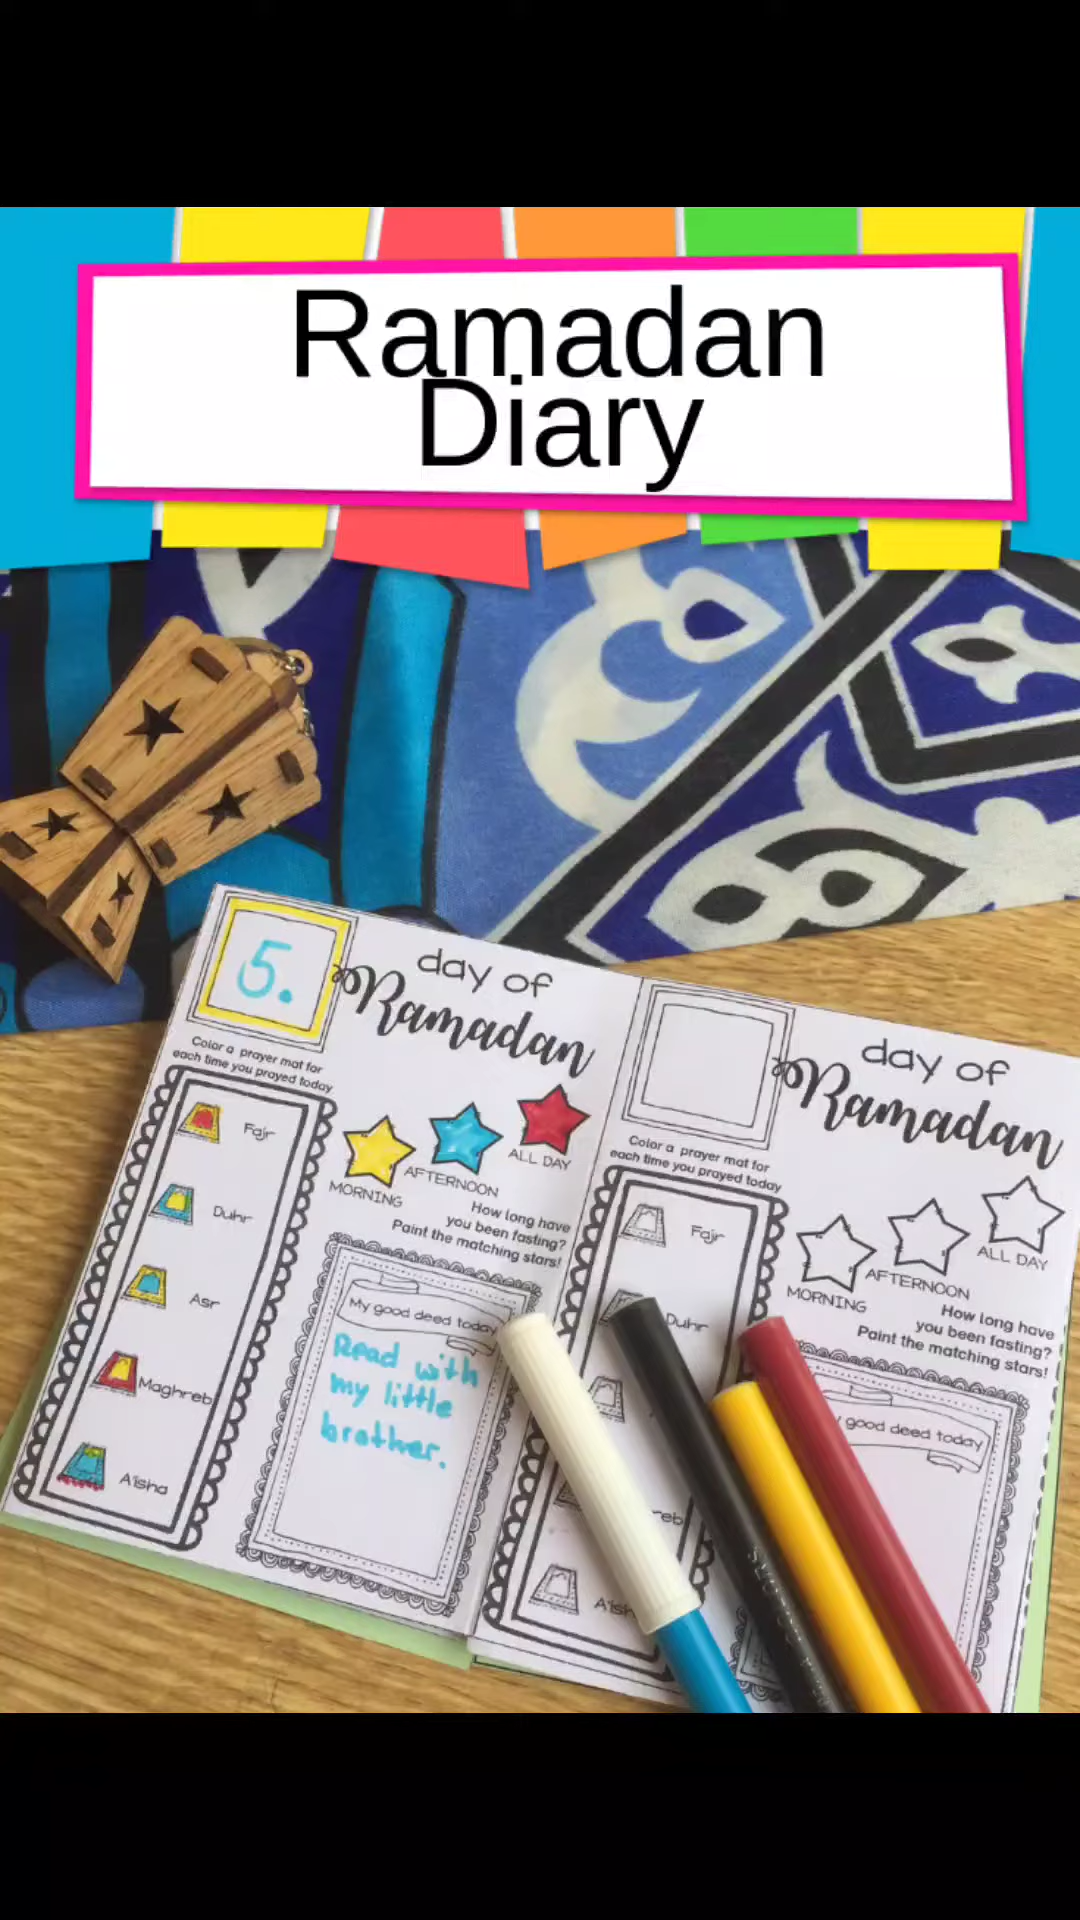 Ramadan
Diary
5.
day of
Ramadan
Color a prayer mat for
each time you prayed today
Fajr
Duhr
Asr
Maghreb
A'isha
MORNING
AFTERNOON
ALL DAY
How long have
you been fasting?
Paint the matching stars!
My good deed today
Read with
my little
brother.
day of
Ramadan
Color a prayer mat for
each time you prayed today
Fajr
Duhr
MORNING
AFTERNOON
ALL DAY
How long have
you been fasting?
Paint the matching stars!
good deed today